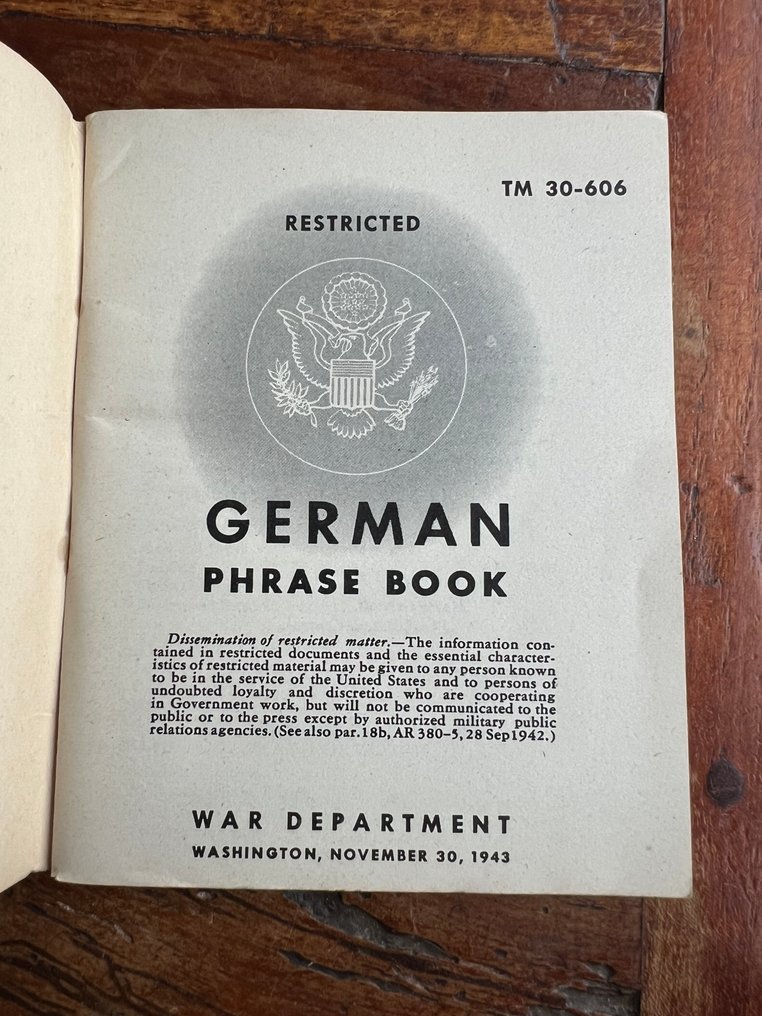 TM 30-606
RESTRICTED
GERMAN
PHRASE BOOK
Dissemination of restricted matter.—The information con-
tained in restricted documents and the essential character-
istics of restricted material may be given to any person known
to be in the service of the United States and to persons of
undoubted loyalty and discretion who are cooperating
in Government work, but will not be communicated to the
public or to the press except by authorized military public
relations agencies. (See also par. 18b, AR 380-5, 28 Sep 1942.)
WAR DEPARTMENT
WASHINGTON, NOVEMBER 30, 1943